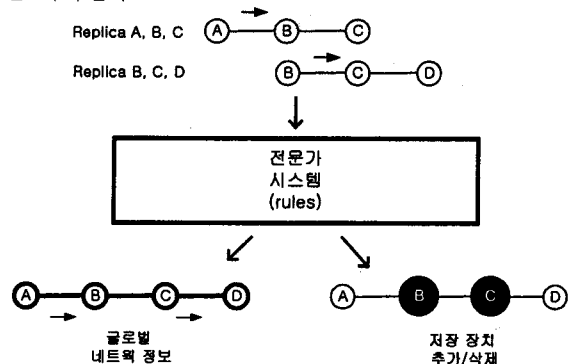 Replica A, B, C A B C
Replica B, C, D B C D
전문가
시스템
(rules)
A B C D
A B C D
글로벌
네트웍 정보
저장 장치
추가/삭제